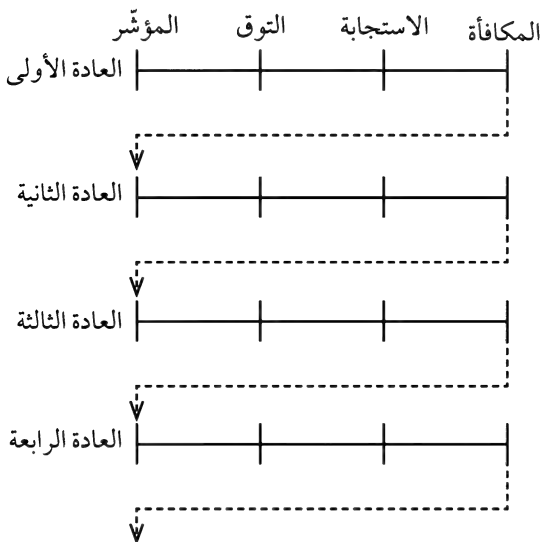 المؤشّر التوق الاستجابة المكافأة
العادة الأولى
العادة الثانية
العادة الثالثة
العادة الرابعة